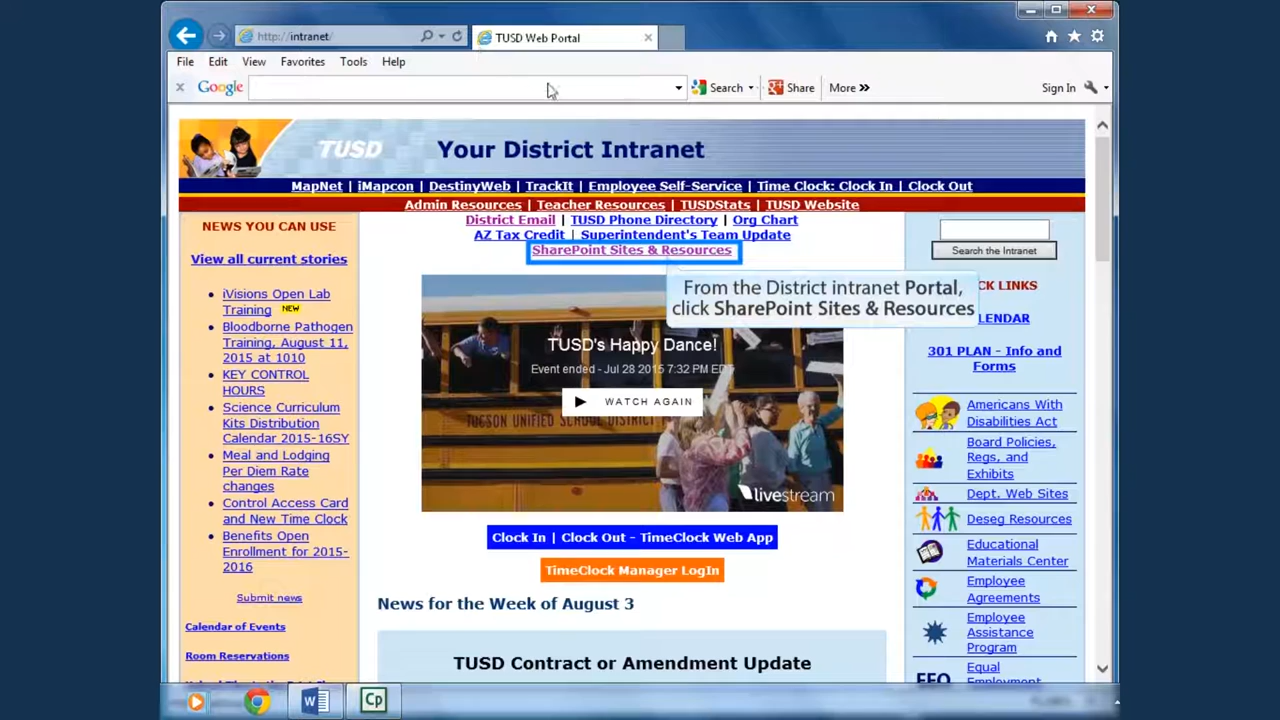 http://intranet/
TUSD Web Portal
File Edit View Favorites Tools Help
Google
Search
Share
More »
Sign In
TUSD
Your District Intranet
MapNet | iMapcon | DestinyWeb | TrackIt | Employee Self-Service | Time Clock: Clock In | Clock Out
Admin Resources | Teacher Resources | TUSDStats | TUSD Website
District Email | TUSD Phone Directory | Org Chart
AZ Tax Credit | Superintendent's Team Update
SharePoint Sites & Resources
From the District intranet Portal,
click SharePoint Sites & Resources
NEWS YOU CAN USE
View all current stories
iVisions Open Lab
Training NEW
Bloodborne Pathogen
Training, August 11,
2015 at 1010
KEY CONTROL
HOURS
Science Curriculum
Kits Distribution
Calendar 2015-16SY
Meal and Lodging
Per Diem Rate
changes
Control Access Card
and New Time Clock
Benefits Open
Enrollment for 2015-
2016
Submit news
Calendar of Events
Room Reservations
TUSD's Happy Dance!
Event ended - Jul 28 2015 7:32 PM EDT
WATCH AGAIN
TUCSON UNIFIED SCHOOL DISTRICT
livestream
Clock In | Clock Out - TimeClock Web App
TimeClock Manager LogIn
News for the Week of August 3
TUSD Contract or Amendment Update
Search the Intranet
CK LINKS
LENDAR
301 PLAN - Info and
Forms
Americans With
Disabilities Act
Board Policies,
Regs, and
Exhibits
Dept. Web Sites
Deseg Resources
Educational
Materials Center
Employee
Agreements
Employee
Assistance
Program
Equal
Employment
EEO
W
Cp